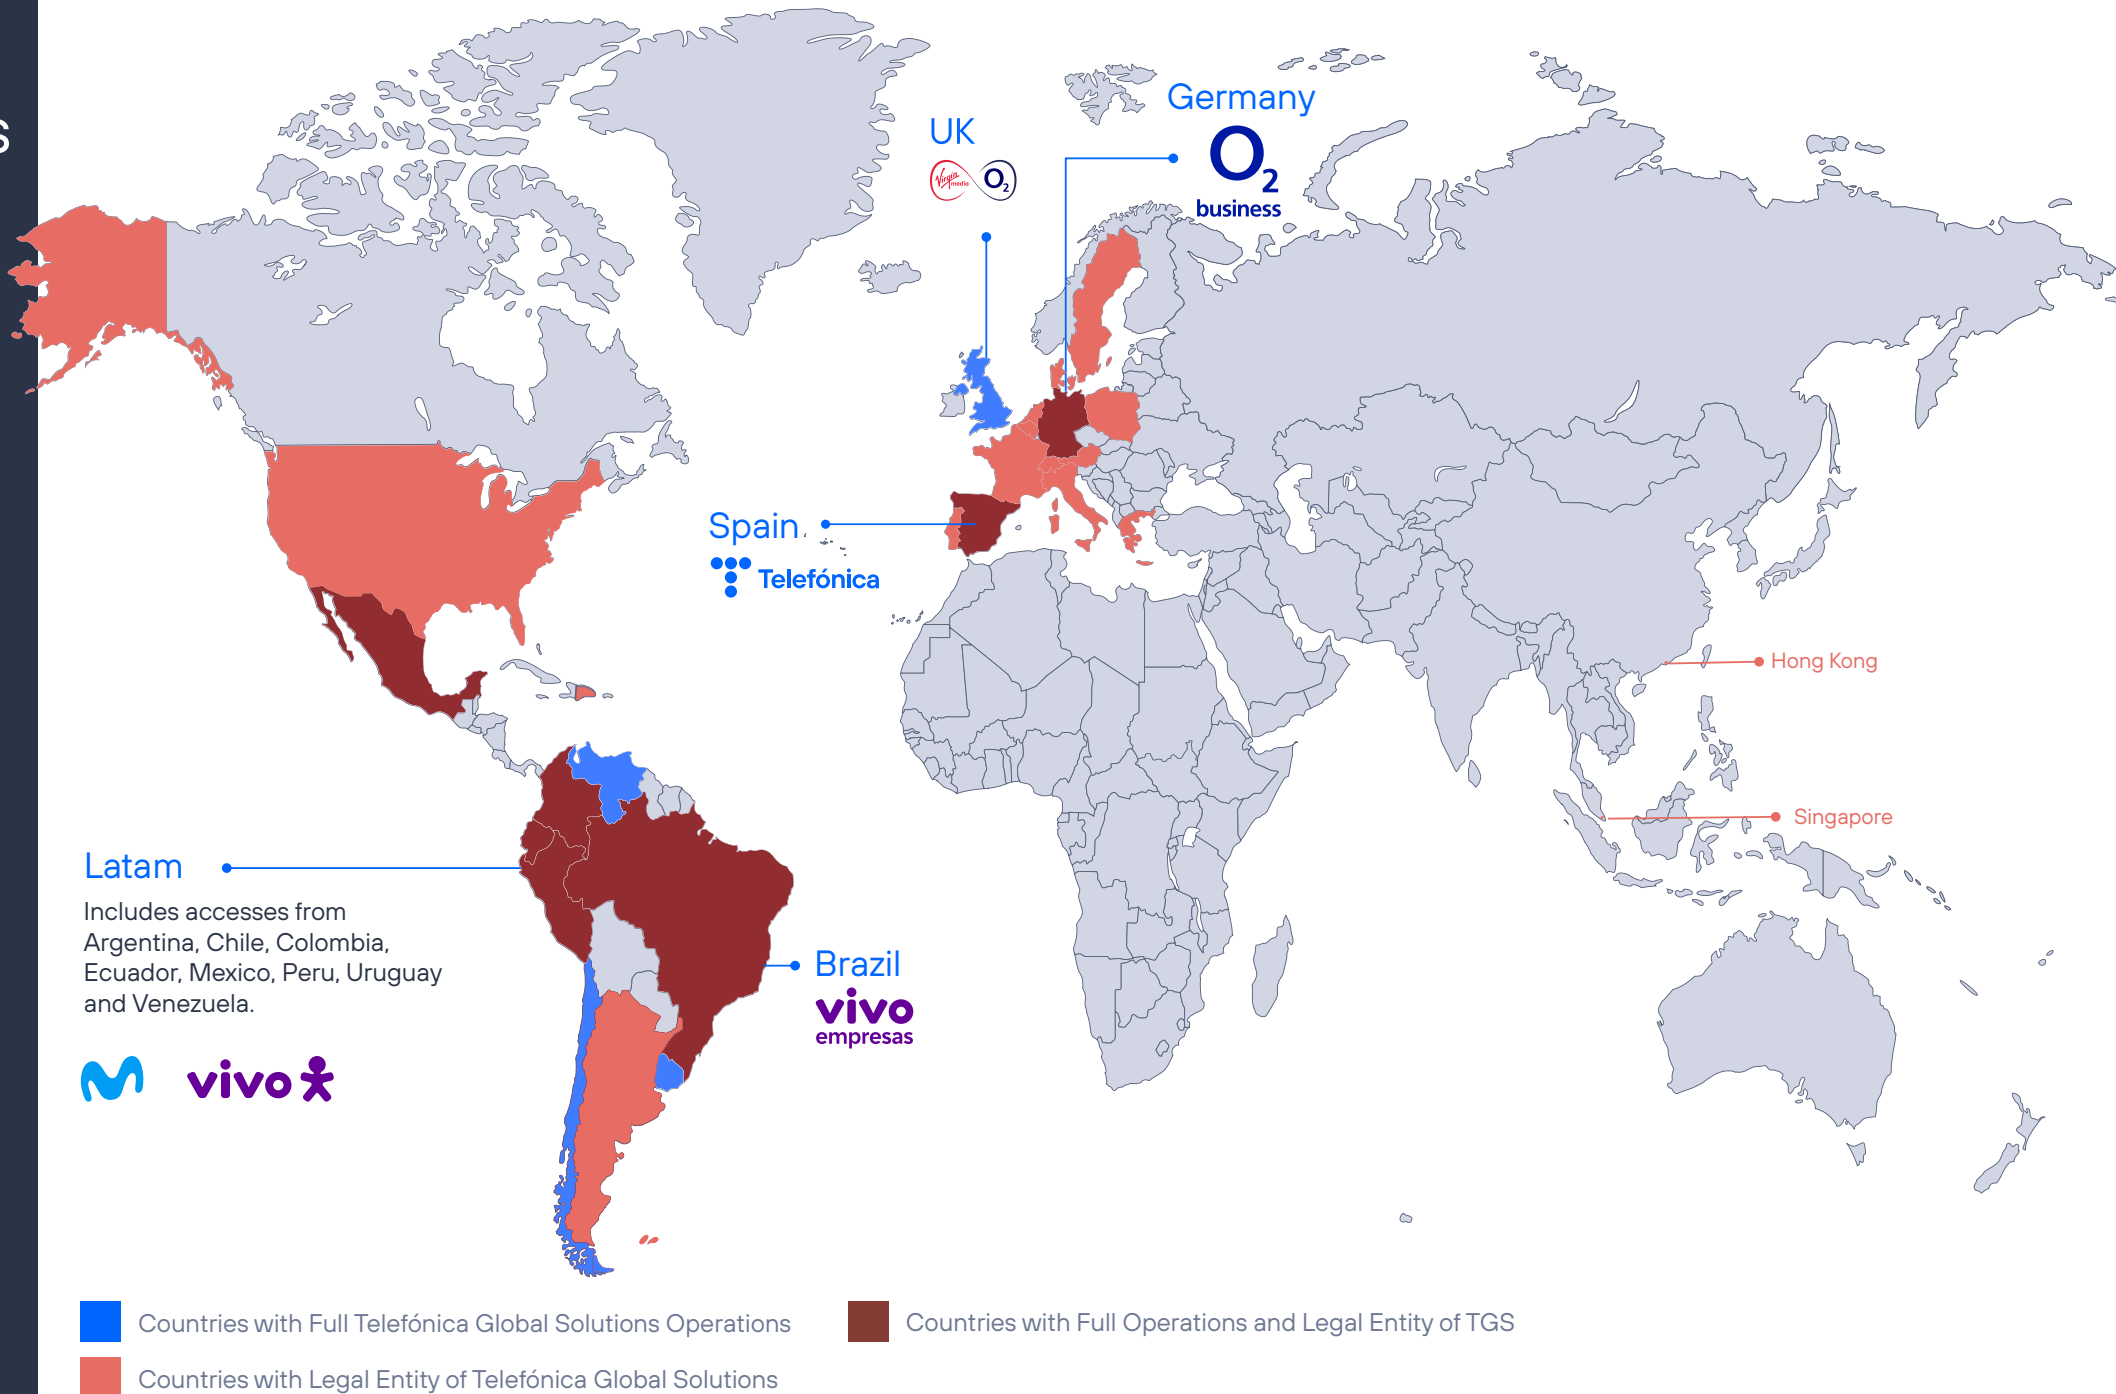 s
UK
Virgin
media
O2
Germany
O2
business
Spain
Telefónica
Hong Kong
Singapore
Latam
Includes accesses from
Argentina, Chile, Colombia,
Ecuador, Mexico, Peru, Uruguay
and Venezuela.
vivo
Brazil
vivo
empresas
Countries with Full Telefónica Global Solutions Operations
Countries with Full Operations and Legal Entity of TGS
Countries with Legal Entity of Telefónica Global Solutions